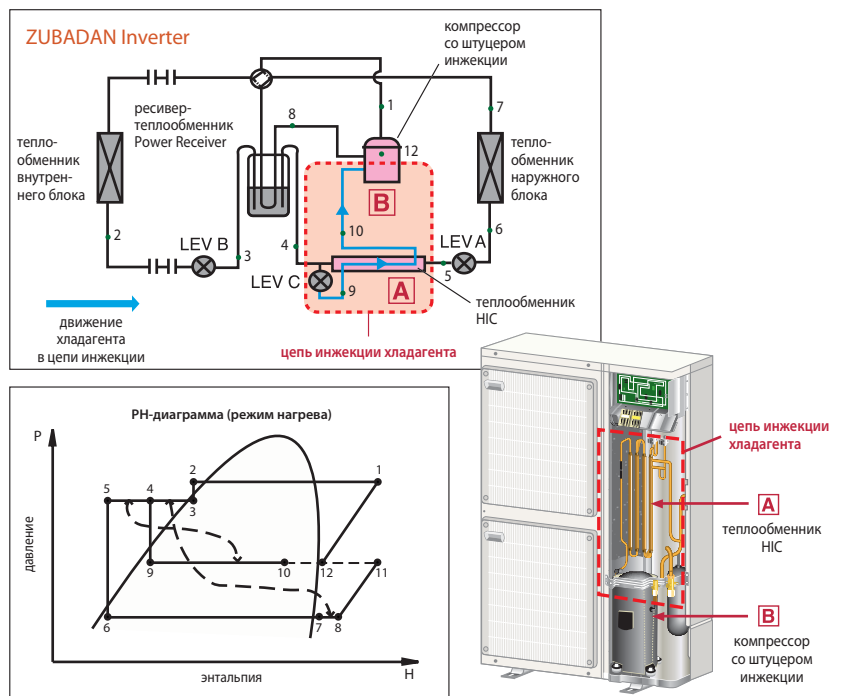 ZUBADAN Inverter
компрессор
со штуцером
инжекции
ресивер-
теплообменник
Power Receiver
8
1
7
12
тепло-
обменник
внутрен-
него блока
тепло-
обменник
наружного
блока
B
2
LEV B
3
4
10
LEV A
6
5
LEV C
9
A
теплообменник
HIC
движение
хладагента
в цепи инжекции
цепь инжекции хладагента
PH-диаграмма (режим нагрева)
P
давление
5
4
2
3
1
9
10
12
11
6
7
8
энтальпия
H
цепь инжекции
хладагента
A
теплообменник
HIC
B
компрессор
со штуцером
инжекции